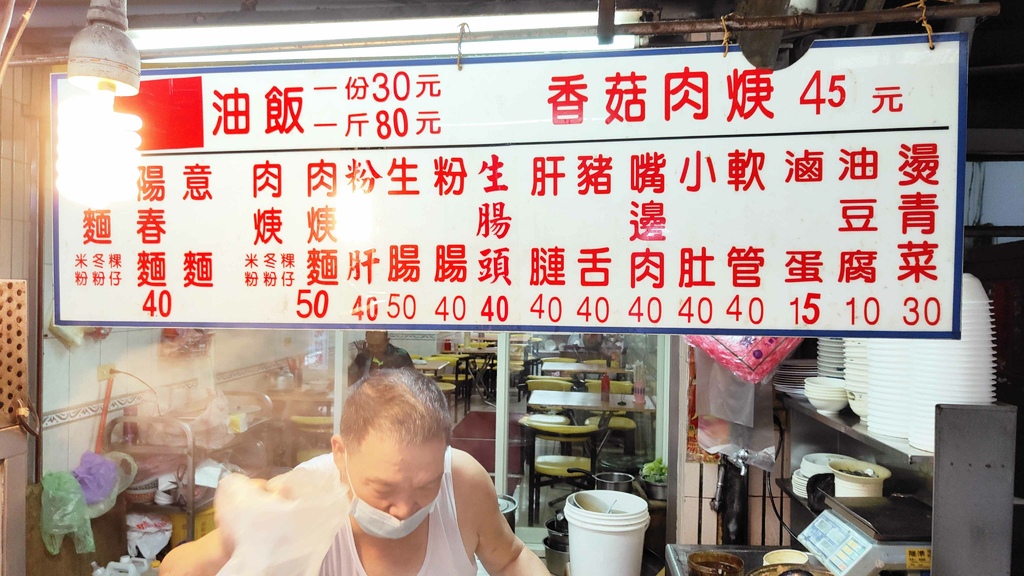 油飯 一份30元
一斤80元
香菇肉焿 45元
麵
米粉
冬粉
粿仔
陽春麵 40
意麵
肉焿
米粉
冬粉
粿仔
肉焿麵 50
粉肝 40
生腸 50
粉腸 40
生腸頭 40
肝腱 40
豬舌 40
嘴邊肉 40
小肚 40
軟管 40
滷蛋 15
油豆腐 10
燙青菜 30